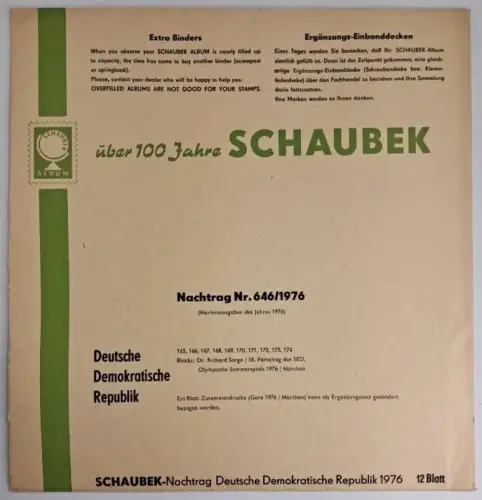 Extra Binders
When you observe your SCHAUBEK ALBUM is nearly filled up
to capacity, the time has come to buy another binder (screwpost
or springback).
Please, contact your dealer who will be happy to help you.
OVERFILLED ALBUMS ARE NOT GOOD FOR YOUR STAMPS.
Ergänzungs-Einbanddecken
Eines Tages werden Sie bemerken, daß Ihr SCHAUBEK-Album
ziemlich gefüllt ist. Dann ist der Zeitpunkt gekommen, eine gleich-
artige Ergänzungs-Einbanddecke (Schraubendecke bzw. Klemm-
federdecke) über den Fachhandel zu beziehen und Ihre Sammlung
darin fortzusetzen.
Ihre Marken werden es Ihnen danken.
SCHAUBEK
ALBUM
über 100 Jahre SCHAUBEK
Nachtrag Nr. 646/1976
(Markenausgaben des Jahres 1976)
Deutsche
Demokratische
Republik
165, 166, 167, 168, 169, 170, 171, 172, 173, 174
Blocks: Dr. Richard Sorge / IX. Parteitag der SED,
Olympische Sommerspiele 1976 / Märchen
Ein Blatt Zusammendrucke (Gera 1976 / Märchen) kann als Ergänzungstext gesondert
bezogen werden.
SCHAUBEK-Nachtrag Deutsche Demokratische Republik 1976 12 Blatt